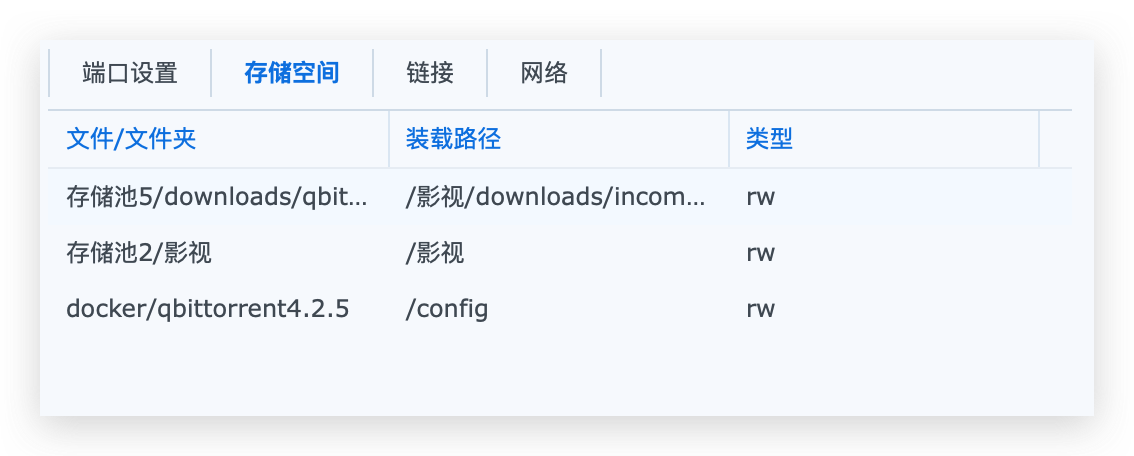 端口设置 存储空间 链接 网络
文件/文件夹 装载路径 类型
存储池5/downloads/qbit... /影视/downloads/incom... rw
存储池2/影视 /影视 rw
docker/qbittorrent4.2.5 /config rw